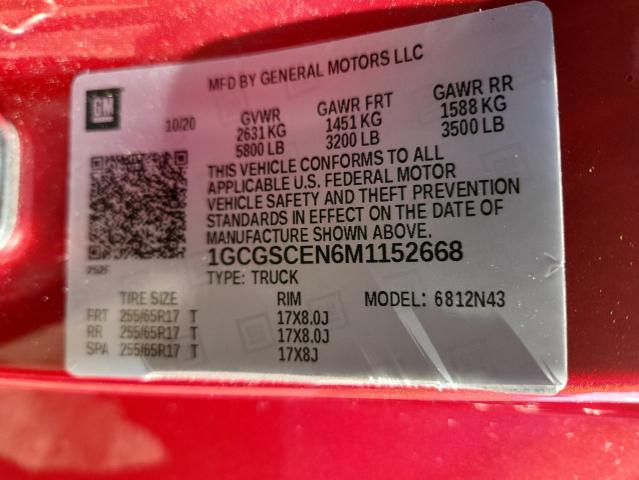 MFD BY GENERAL MOTORS LLC
GM
10/20
GVWR
2631 KG
5800 LB
GAWR FRT
1451 KG
3200 LB
GAWR RR
1588 KG
3500 LB
THIS VEHICLE CONFORMS TO ALL
APPLICABLE U.S. FEDERAL MOTOR
VEHICLE SAFETY AND THEFT PREVENTION
STANDARDS IN EFFECT ON THE DATE OF
MANUFACTURE SHOWN ABOVE.
1GCGSCEN6M1152668
TYPE: TRUCK
TIRE SIZE RIM MODEL: 6812N43
FRT 255/65R17 T 17X8.0J
RR 255/65R17 T 17X8.0J
SPA 255/65R17 T 17X8J